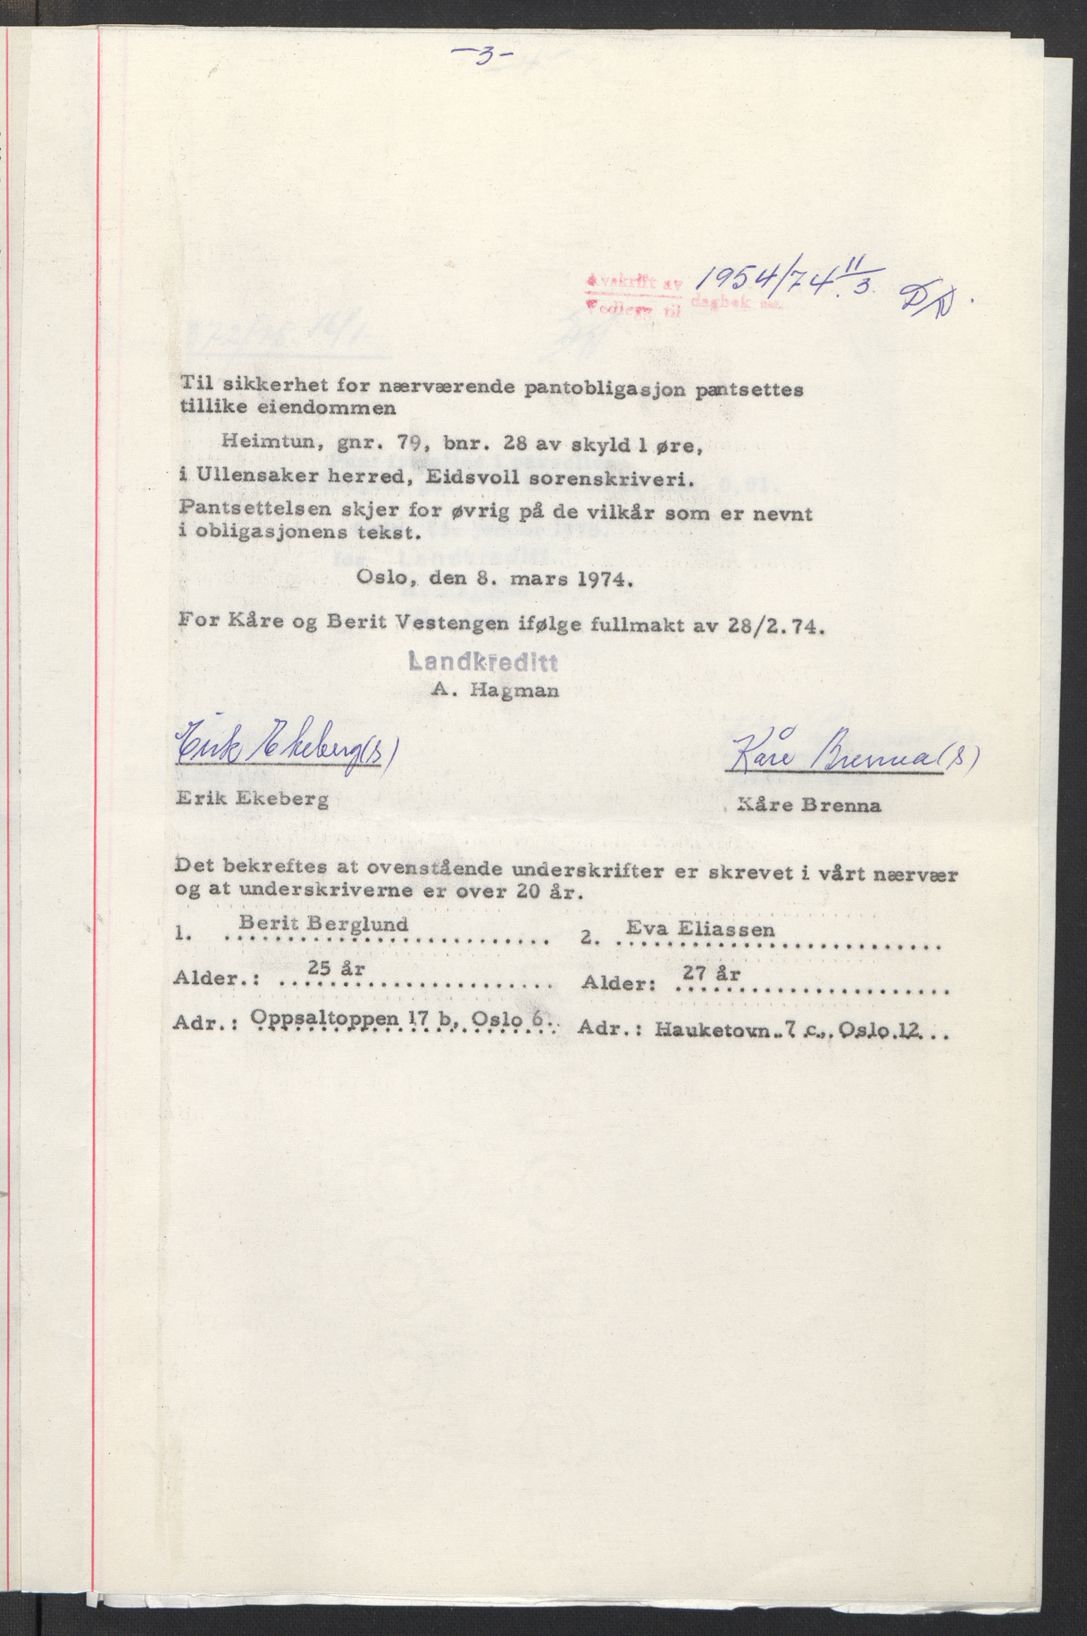 -3-
Avskrift av 1954/74 11/3. DD.
Vedlegg til dagbok nr.
Til sikkerhet for nærværende pantobligasjon pantsettes
tillike eiendommen
Heimtun, gnr. 79, bnr. 28 av skyld 1 øre,
i Ullensaker herred, Eidsvoll sorenskriveri.
Pantsettelsen skjer for øvrig på de vilkår som er nevnt
i obligasjonens tekst.
Oslo, den 8. mars 1974.
For Kåre og Berit Vestengen ifølge fullmakt av 28/2.74.
Landkreditt
A. Hagman
Erik Ekeberg(s) Kåre Brenna(s)
Erik Ekeberg Kåre Brenna
Det bekreftes at ovenstående underskrifter er skrevet i vårt nærvær
og at underskriverne er over 20 år.
1. Berit Berglund 2. Eva Eliassen
Alder.: 25 år Alder: 27 år
Adr.: Oppsaltoppen 17 b, Oslo 6. Adr.: Hauketovn 7 c, Oslo 12